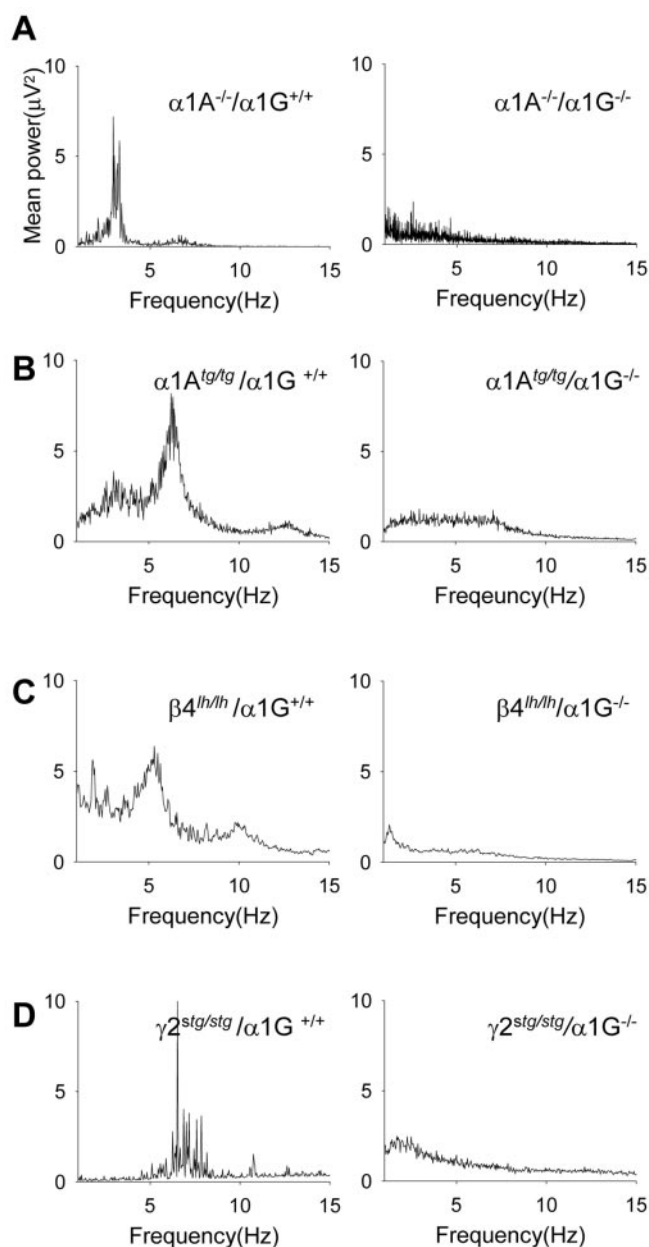 A
Mean power(μV²)
10
5
0
5
10
15
Frequency(Hz)
α1A-/-/α1G+/+
α1A-/-/α1G-/-
10
5
0
5
10
15
Frequency(Hz)
B
10
5
0
5
10
15
Frequency(Hz)
α1Atg/tg/α1G +/+
α1Atg/tg/α1G-/-
10
5
0
5
10
15
Freqeuncy(Hz)
C
10
5
0
5
10
15
Frequency(Hz)
β4lh/lh/α1G+/+
β4lh/lh/α1G-/-
10
5
0
5
10
15
Frequency(Hz)
D
10
5
0
5
10
15
Frequency(Hz)
γ2stg/stg/α1G +/+
γ2stg/stg/α1G-/-
10
5
0
5
10
15
Frequency(Hz)